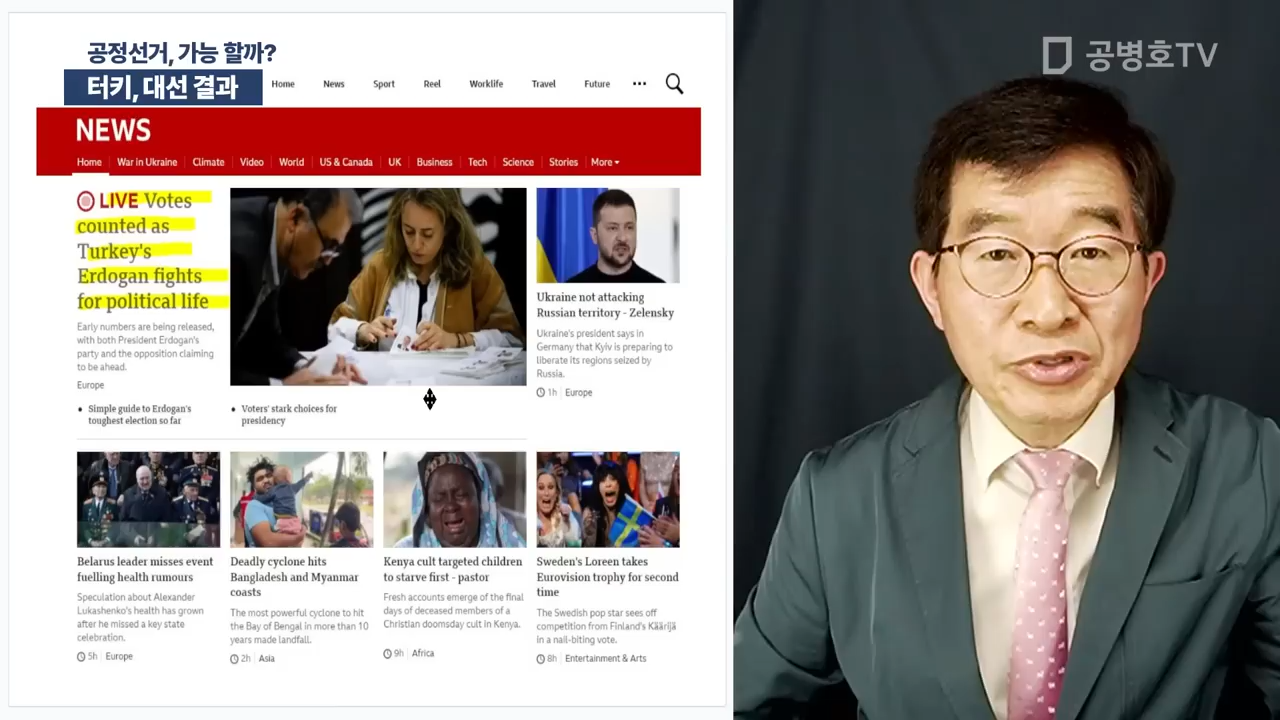 공정선거, 가능 할까?
터키, 대선 결과
공병호TV
Home News Sport Reel Worklife Travel Future ...
NEWS
Home War in Ukraine Climate Video World US & Canada UK Business Tech Science Stories More
LIVE Votes
counted as
Turkey's
Erdogan fights
for political life
Early numbers are being released,
with both President Erdogan's
party and the opposition claiming
to be ahead.
Europe
Simple guide to Erdogan's
toughest election so far
Voters' stark choices for
presidency
Ukraine not attacking
Russian territory - Zelensky
Ukraine's president says in
Germany that Kyiv is preparing to
liberate its regions seized by
Russia.
1h Europe
Belarus leader misses event
fuelling health rumours
Speculation about Alexander
Lukashenko's health has grown
after he missed a key state
celebration.
5h Europe
Deadly cyclone hits
Bangladesh and Myanmar
coasts
The most powerful cyclone to hit
the Bay of Bengal in more than 10
years made landfall.
2h Asia
Kenya cult targeted children
to starve first - pastor
Fresh accounts emerge of the final
days of deceased members of a
Christian doomsday cult in Kenya.
9h Africa
Sweden's Loreen takes
Eurovision trophy for second
time
The Swedish pop star sees off
competition from Finland's Käärijä
in a nail-biting vote.
8h Entertainment & Arts